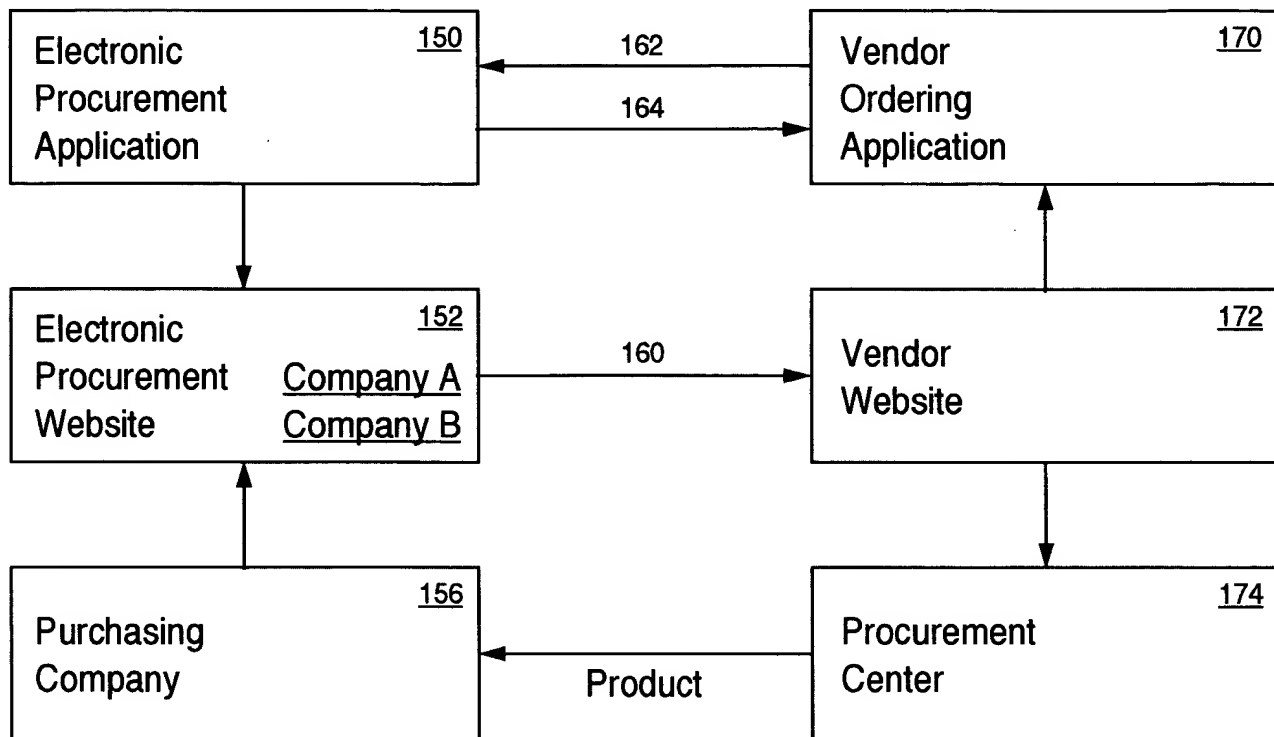 Electronic
Procurement
Application
150
162
164
Vendor
Ordering
Application
170
Electronic
Procurement
Website
152
Company A
Company B
160
Vendor
Website
172
Purchasing
Company
156
Product
Procurement
Center
174